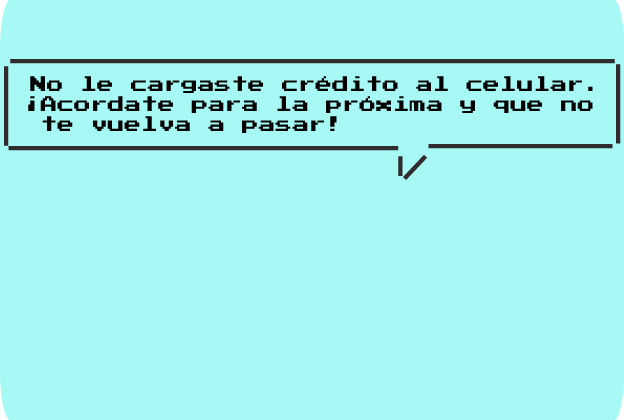 No le cargaste crédito al celular.
¡Acordate para la próxima y que no
te vuelva a pasar!